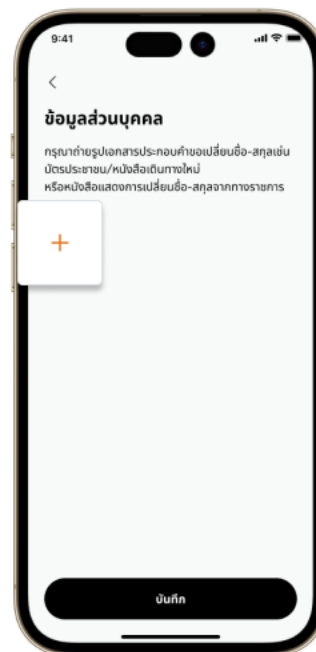 9:41
ข้อมูลส่วนบุคคล
กรุณาถ่ายรูปเอกสารประกอบคำขอเปลี่ยนชื่อ-สกุลเช่น
บัตรประชาชน/หนังสือเดินทางใหม่
หรือหนังสือแสดงการเปลี่ยนชื่อ-สกุลจากทางราชการ
บันทึก